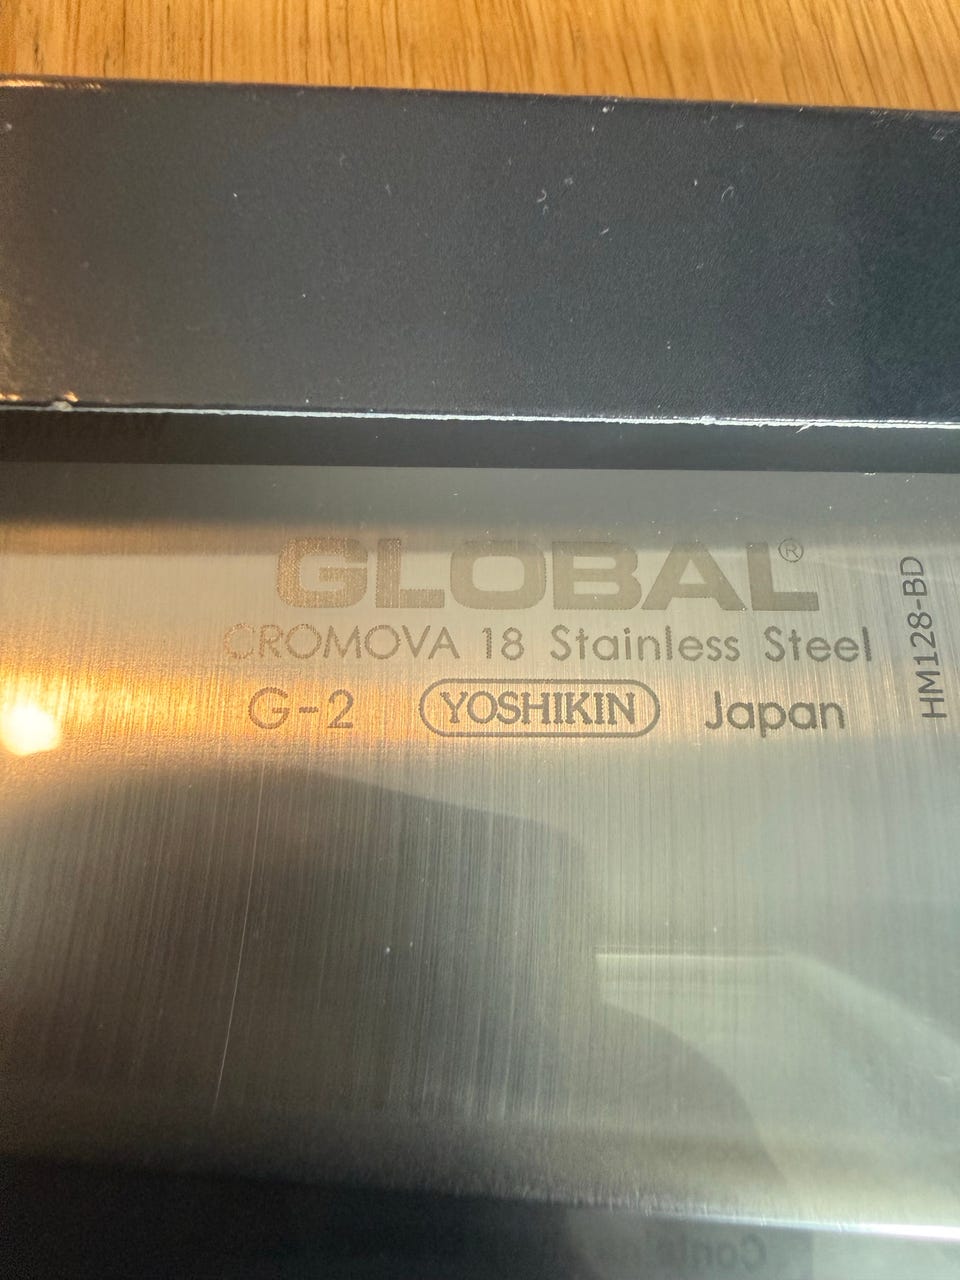 GLOBAL®
CROMOVA 18 Stainless Steel
G-2 YOSHIKIN Japan
HM128-BD